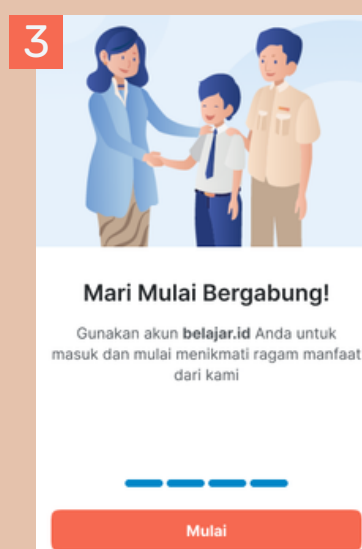 3
Mari Mulai Bergabung!
Gunakan akun belajar.id Anda untuk
masuk dan mulai menikmati ragam manfaat
dari kami
Mulai